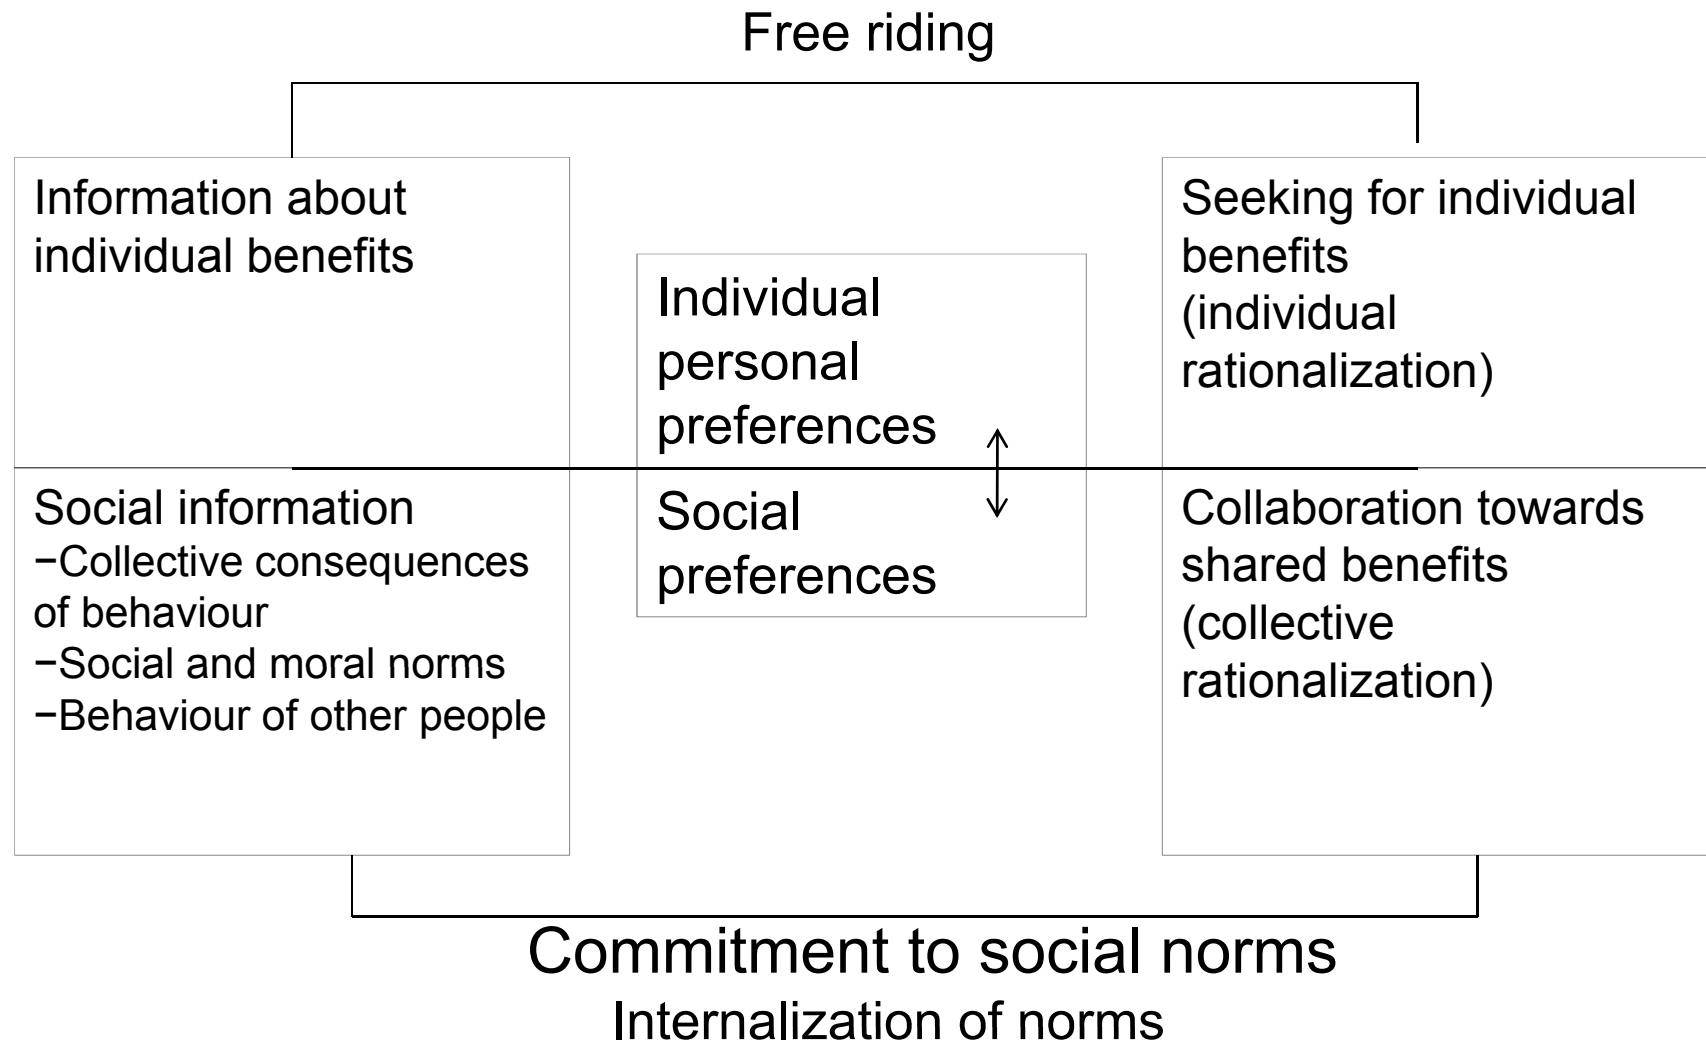 Free riding
Information about
individual benefits
Individual
personal
preferences
Seeking for individual
benefits
(individual
rationalization)
Social information
−Collective consequences
of behaviour
−Social and moral norms
−Behaviour of other people
Social
preferences
Collaboration towards
shared benefits
(collective
rationalization)
Commitment to social norms
Internalization of norms